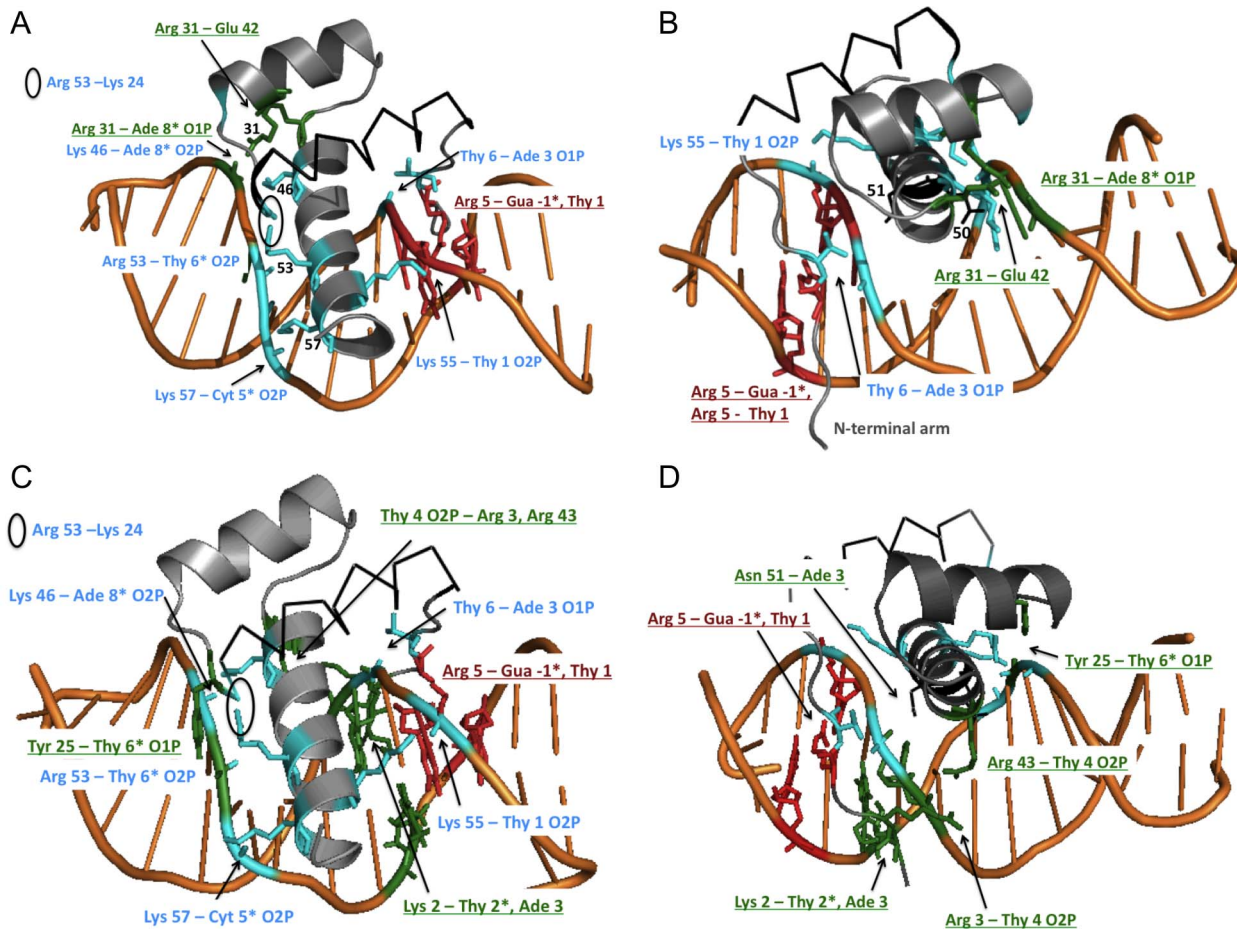 A
Arg 31 – Glu 42
Arg 53 –Lys 24
31
Arg 31 – Ade 8* O1P
Lys 46 – Ade 8* O2P
46
Thy 6 – Ade 3 O1P
Arg 5 – Gua -1*, Thy 1
Arg 53 – Thy 6* O2P
53
57
Lys 55 – Thy 1 O2P
Lys 57 – Cyt 5* O2P
B
Lys 55 – Thy 1 O2P
51
50
Arg 31 – Ade 8* O1P
Arg 31 – Glu 42
Arg 5 – Gua -1*,
Arg 5 - Thy 1
Thy 6 – Ade 3 O1P
N-terminal arm
C
Thy 4 O2P – Arg 3, Arg 43
Arg 53 –Lys 24
Lys 46 – Ade 8* O2P
Thy 6 – Ade 3 O1P
Arg 5 – Gua -1*, Thy 1
Tyr 25 – Thy 6* O1P
Arg 53 – Thy 6* O2P
Lys 55 – Thy 1 O2P
Lys 57 – Cyt 5* O2P
Lys 2 – Thy 2*, Ade 3
D
Asn 51 – Ade 3
Arg 5 – Gua -1*, Thy 1
Tyr 25 – Thy 6* O1P
Arg 43 – Thy 4 O2P
Lys 2 – Thy 2*, Ade 3
Arg 3 – Thy 4 O2P